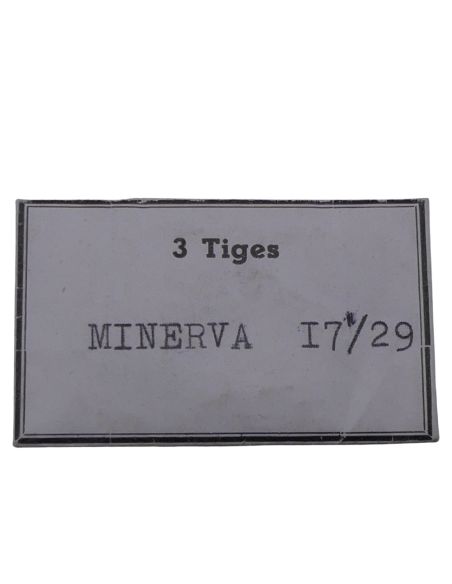 3 Tiges
MINERVA I7"/29